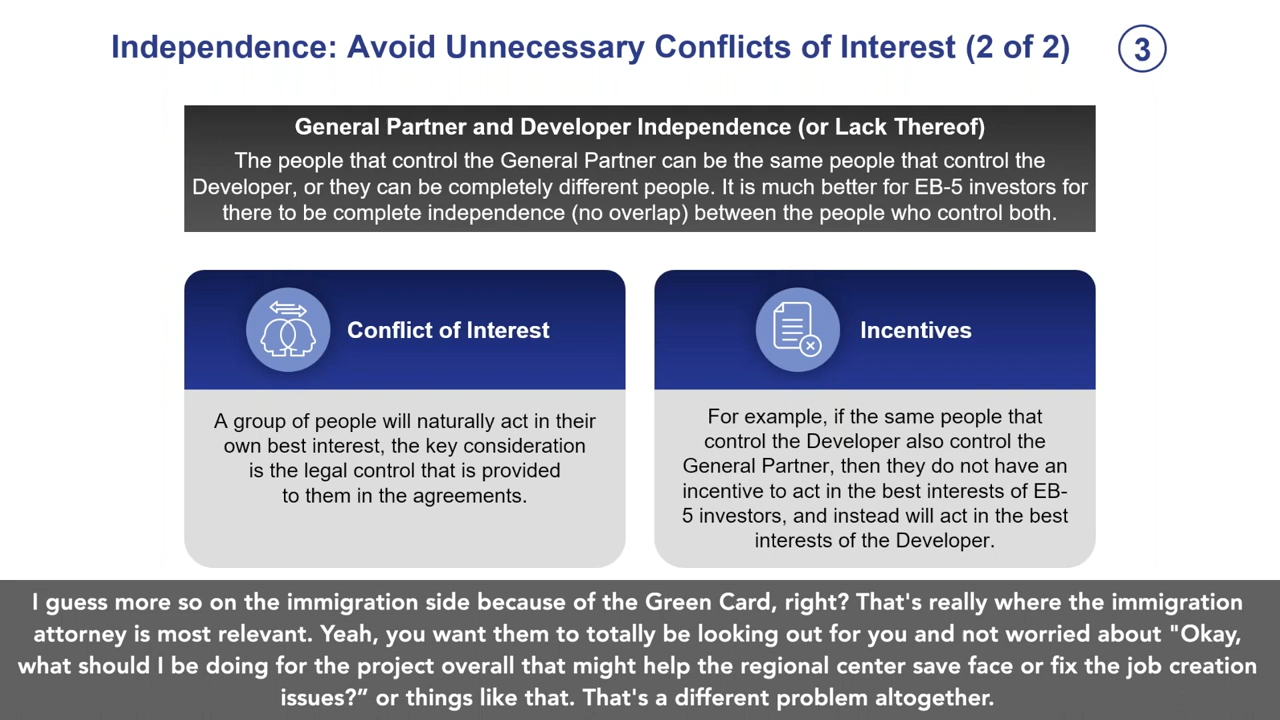 Independence: Avoid Unnecessary Conflicts of Interest (2 of 2)
3
General Partner and Developer Independence (or Lack Thereof)
The people that control the General Partner can be the same people that control the
Developer, or they can be completely different people. It is much better for EB-5 investors for
there to be complete independence (no overlap) between the people who control both.
Conflict of Interest
A group of people will naturally act in their
own best interest, the key consideration
is the legal control that is provided
to them in the agreements.
Incentives
For example, if the same people that
control the Developer also control the
General Partner, then they do not have an
incentive to act in the best interests of EB-
5 investors, and instead will act in the best
interests of the Developer.
I guess more so on the immigration side because of the Green Card, right? That's really where the immigration
attorney is most relevant. Yeah, you want them to totally be looking out for you and not worried about "Okay,
what should I be doing for the project overall that might help the regional center save face or fix the job creation
issues?” or things like that. That's a different problem altogether.